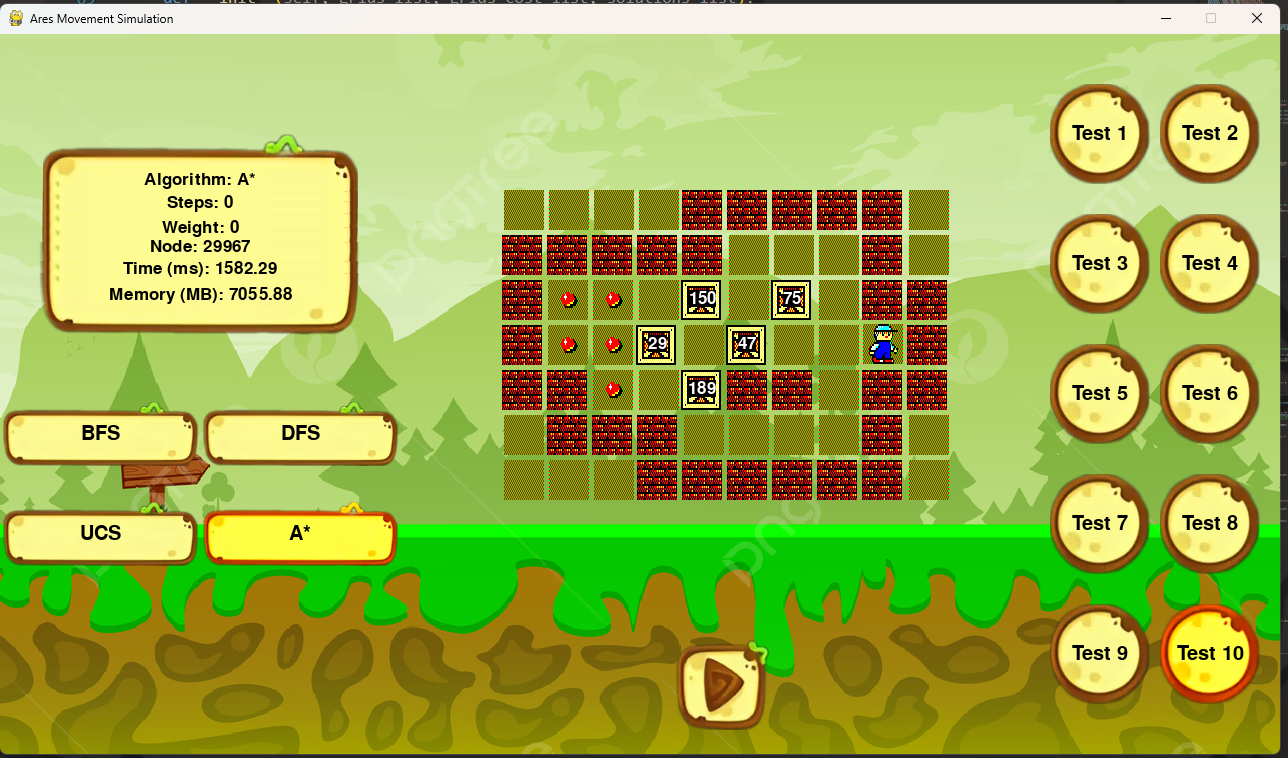 Ares Movement Simulation
Algorithm: A*
Steps: 0
Weight: 0
Node: 29967
Time (ms): 1582.29
Memory (MB): 7055.88
BFS
DFS
UCS
A*
150
75
29
47
189
Test 1
Test 2
Test 3
Test 4
Test 5
Test 6
Test 7
Test 8
Test 9
Test 10